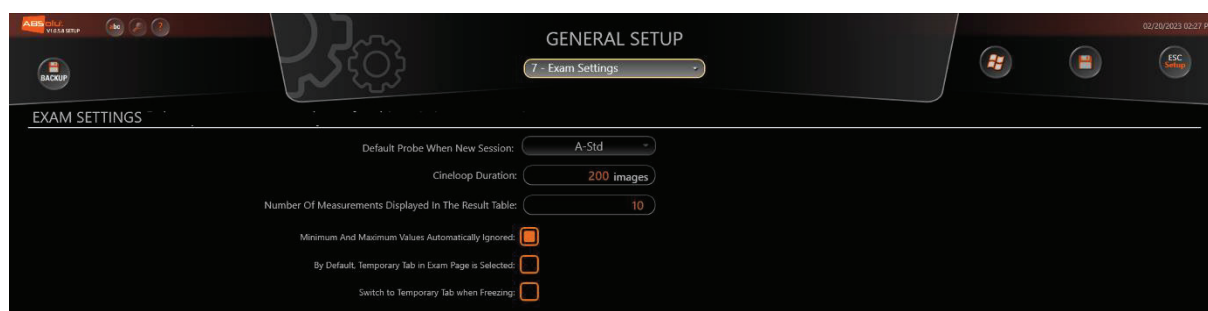 ABSolu.
V1.0.5.8 SETUP
abc
?
02/20/2023 02:27 P
GENERAL SETUP
7 - Exam Settings
BACKUP
ESC
Setup
EXAM SETTINGS
Default Probe When New Session: A-Std
Cineloop Duration: 200 images
Number Of Measurements Displayed In The Result Table: 10
Minimum And Maximum Values Automatically Ignored:
By Default, Temporary Tab in Exam Page is Selected:
Switch to Temporary Tab when Freezing: